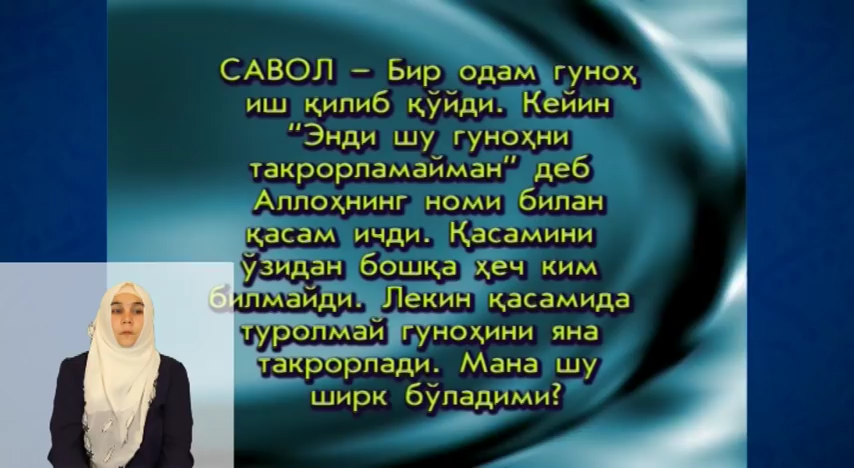 САВОЛ – Бир одам гуноҳ
иш қилиб қўйди. Кейин
“Энди шу гуноҳни
такрорламайман” деб
Аллоҳнинг номи билан
қасам ичди. Қасамини
ўзидан бошқа ҳеч ким
билмайди. Лекин қасамида
туролмай гуноҳини яна
такрорлади. Мана шу
ширк бўладими?